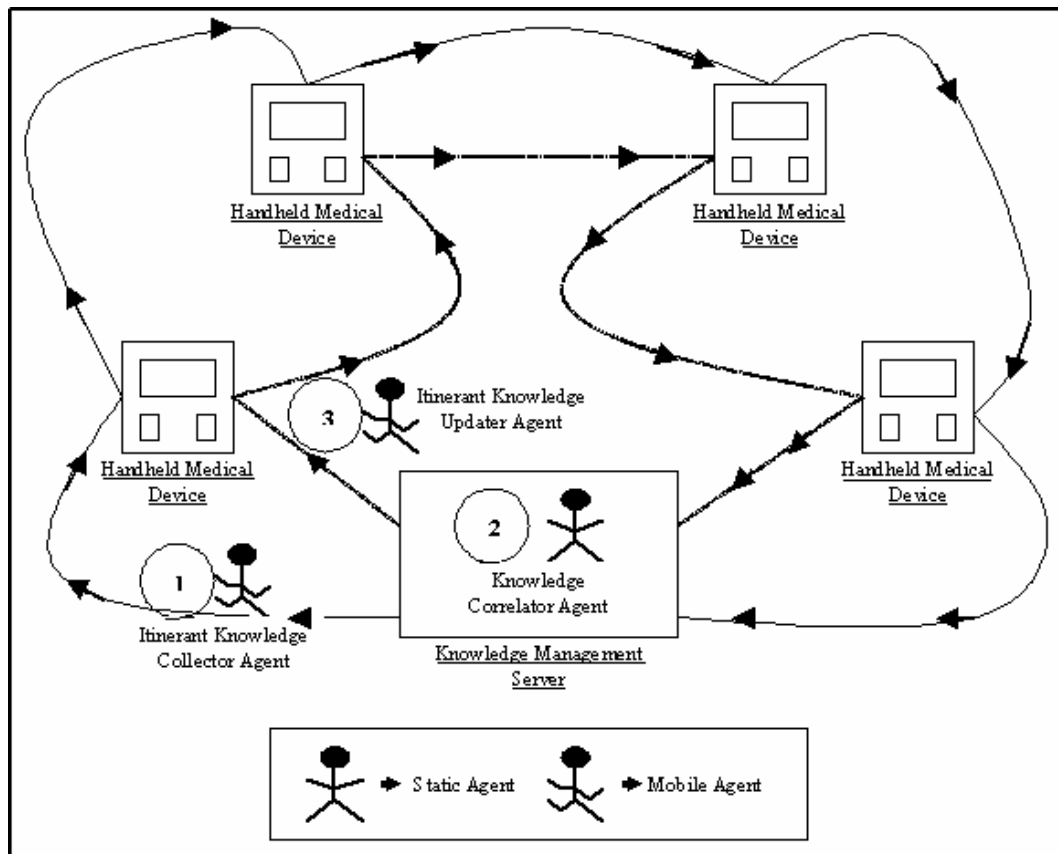 Handheld Medical
Device
Handheld Medical
Device
Handheld Medical
Device
3
Itinerant Knowledge
Updater Agent
Handheld Medical
Device
2
Knowledge
Correlator Agent
1
Itinerant Knowledge
Collector Agent
Knowledge Management
Server
Static Agent
Mobile Agent